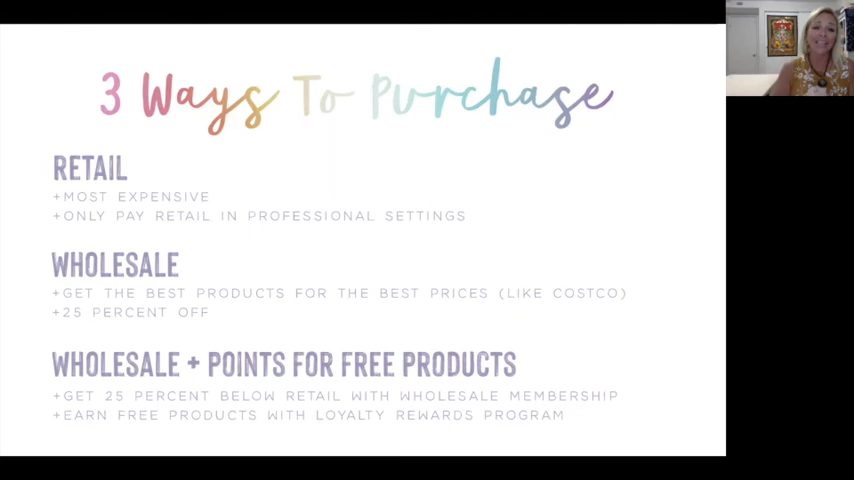 3 Ways To Purchase
RETAIL
+MOST EXPENSIVE
+ONLY PAY RETAIL IN PROFESSIONAL SETTINGS
WHOLESALE
+GET THE BEST PRODUCTS FOR THE BEST PRICES (LIKE COSTCO)
+25 PERCENT OFF
WHOLESALE + POINTS FOR FREE PRODUCTS
+GET 25 PERCENT BELOW RETAIL WITH WHOLESALE MEMBERSHIP
+EARN FREE PRODUCTS WITH LOYALTY REWARDS PROGRAM